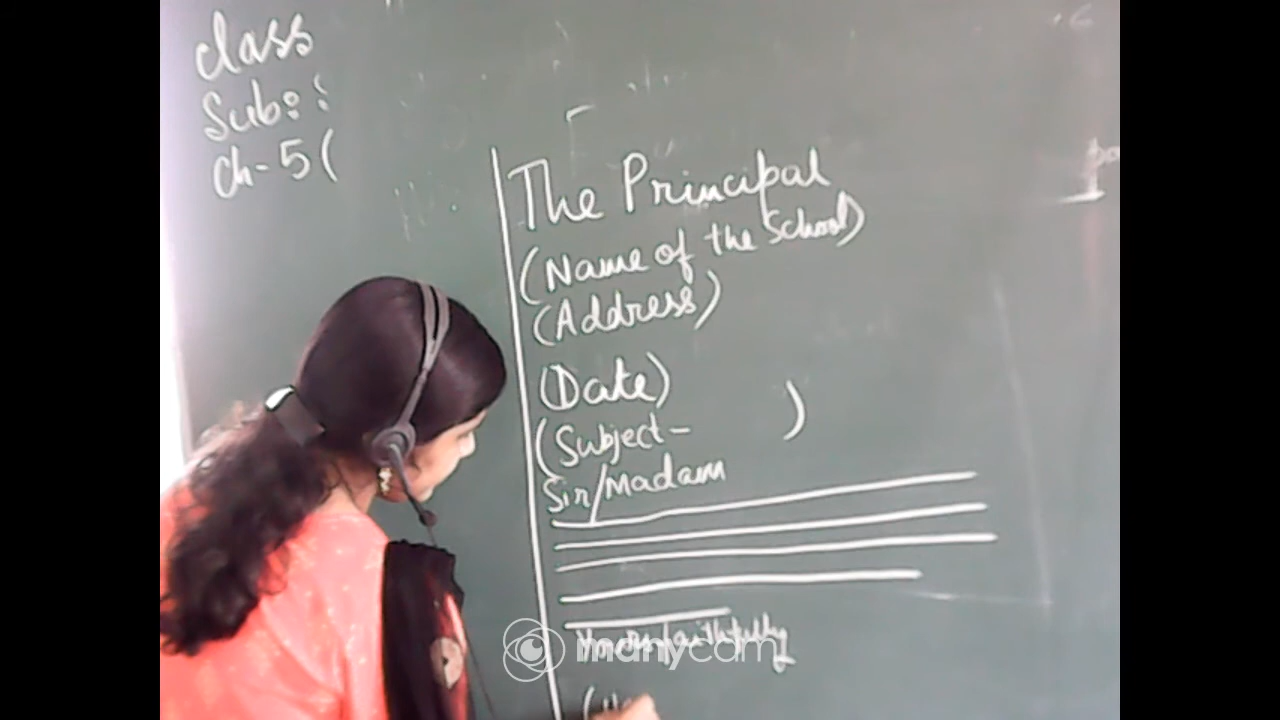 class
Sub:
Ch-5(
The Principal
(Name of the School)
(Address)
(Date)
(Subject- )
Sir/Madam
Yours faithfully
manycam